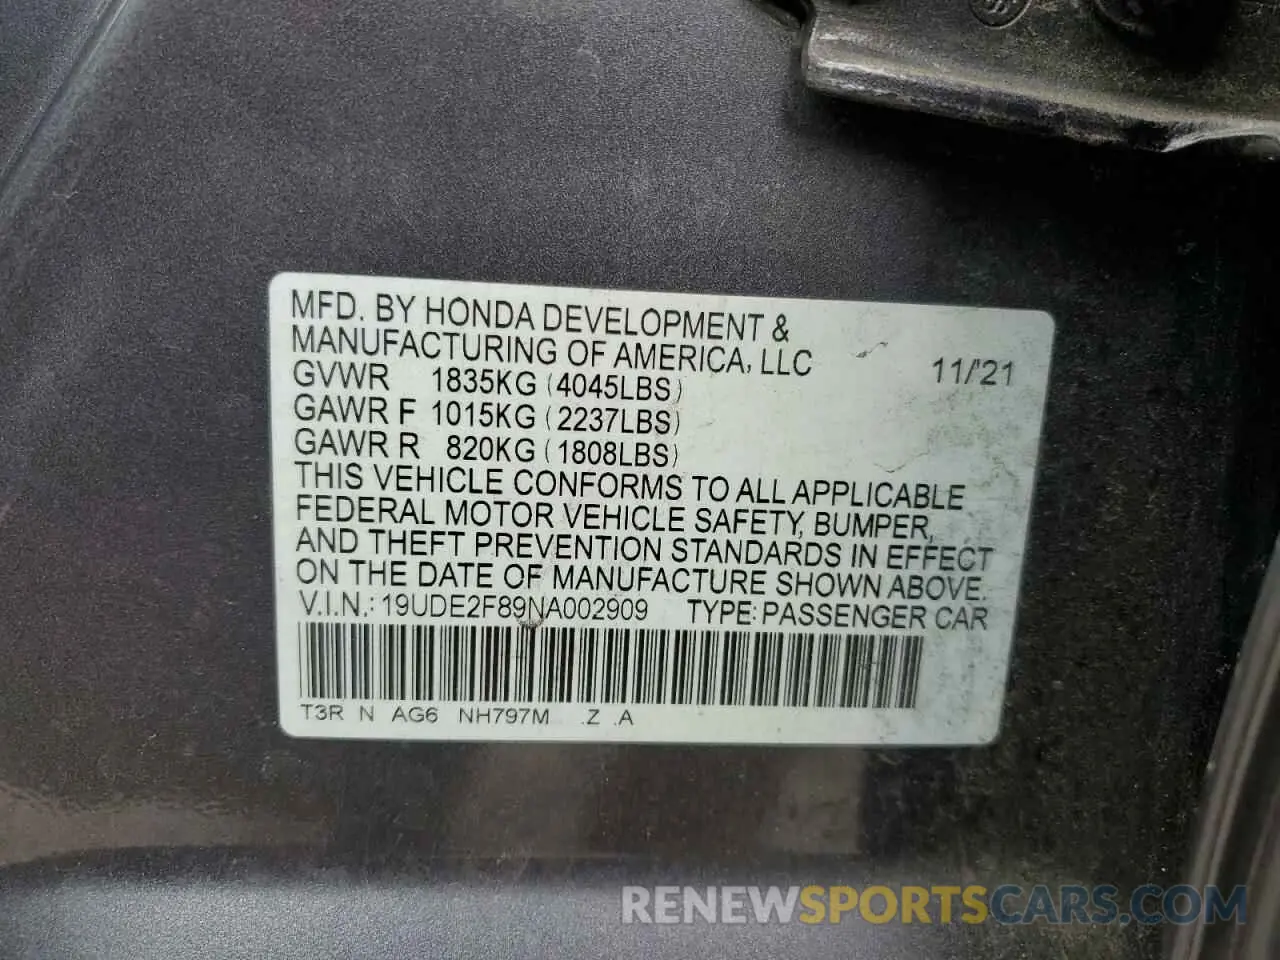 MFD. BY HONDA DEVELOPMENT &
MANUFACTURING OF AMERICA, LLC 11/'21
GVWR 1835KG (4045LBS)
GAWR F 1015KG (2237LBS)
GAWR R 820KG (1808LBS)
THIS VEHICLE CONFORMS TO ALL APPLICABLE
FEDERAL MOTOR VEHICLE SAFETY, BUMPER,
AND THEFT PREVENTION STANDARDS IN EFFECT
ON THE DATE OF MANUFACTURE SHOWN ABOVE.
V.I.N.: 19UDE2F89NA002909 TYPE: PASSENGER CAR
T3R N AG6 NH797M .Z .A
RENEWSPORTSCARS.COM/VEH